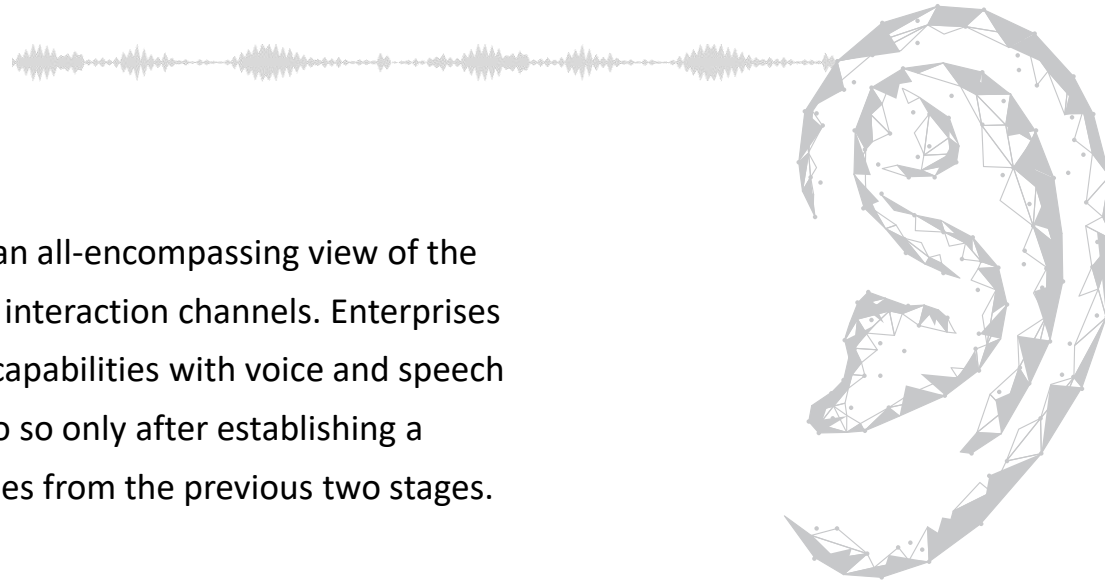 an all-encompassing view of the
interaction channels. Enterprises
capabilities with voice and speech
so only after establishing a
from the previous two stages.